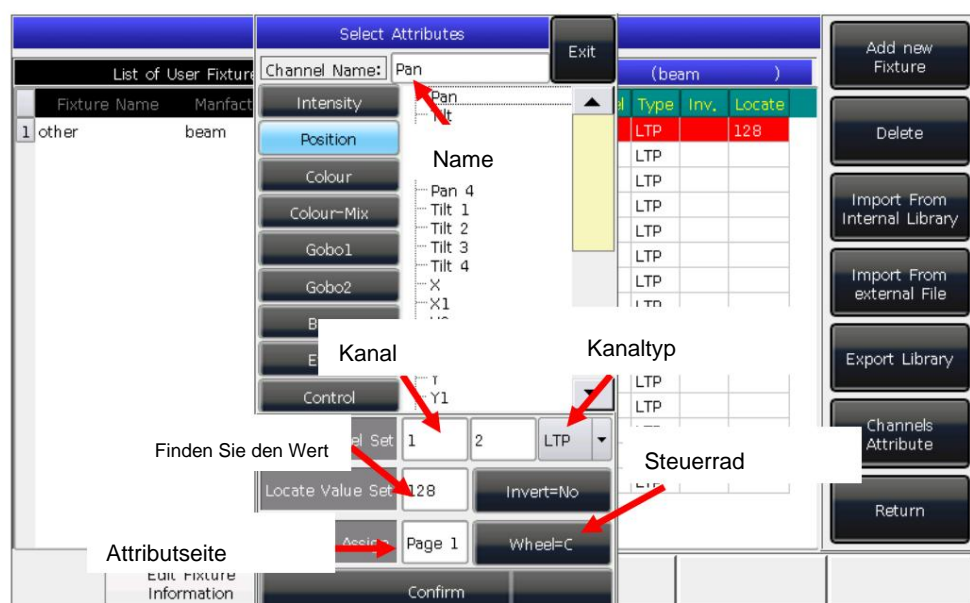 Select Attributes
Exit
Add new
Fixture
List of User Fixture
Channel Name:
Pan
(beam )
Fixture Name
Manfact
Intensity
Pan
Tilt
Type
Inv.
Locate
1
other
beam
LTP
128
Position
Delete
Name
LTP
Colour
LTP
Pan 4
Colour-Mix
Tilt 1
LTP
Import From
Internal Library
Tilt 2
LTP
Gobo1
Tilt 3
LTP
Tilt 4
Gobo2
X
LTP
Import From
external File
X1
LTP
Kanal
Kanaltyp
Export Library
Y
LTP
Control
Y1
LTP
Channels
Attribute
Set
1
2
LTP
Finden Sie den Wert
Steuerrad
Locate Value Set
128
Invert=No
LTP
Return
Assign
Page 1
Wheel=C
Attributseite
Edit Fixture
Information
Confirm